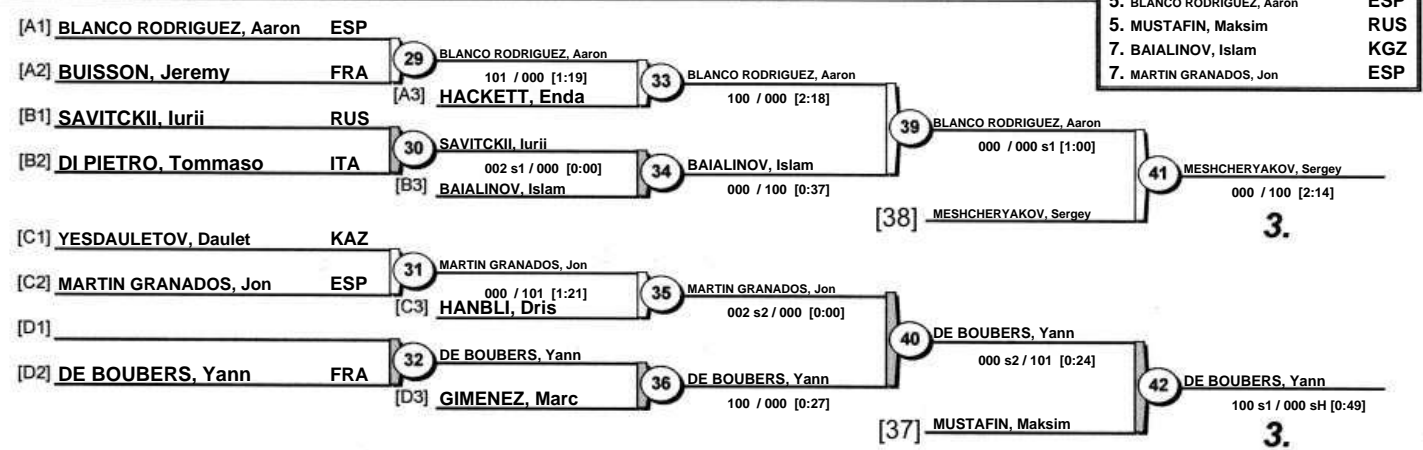 5. BLANCO RODRIGUEZ, Aaron ESP
5. MUSTAFIN, Maksim RUS
7. BAIALINOV, Islam KGZ
7. MARTIN GRANADOS, Jon ESP
[A1] BLANCO RODRIGUEZ, Aaron ESP
29 BLANCO RODRIGUEZ, Aaron
101 / 000 [1:19]
[A2] BUISSON, Jeremy FRA
[A3] HACKETT, Enda
33 BLANCO RODRIGUEZ, Aaron
100 / 000 [2:18]
[B1] SAVITCKII, Iurii RUS
30 SAVITCKII, Iurii
002 s1 / 000 [0:00]
[B2] DI PIETRO, Tommaso ITA
[B3] BAIALINOV, Islam
34 BAIALINOV, Islam
000 / 100 [0:37]
39 BLANCO RODRIGUEZ, Aaron
000 / 000 s1 [1:00]
[38] MESHCHERYAKOV, Sergey
41 MESHCHERYAKOV, Sergey
000 / 100 [2:14]
3.
[C1] YESDAULETOV, Daulet KAZ
31 MARTIN GRANADOS, Jon
000 / 101 [1:21]
[C2] MARTIN GRANADOS, Jon ESP
[C3] HANBLI, Dris
35 MARTIN GRANADOS, Jon
002 s2 / 000 [0:00]
[D1]
32 DE BOUBERS, Yann
[D2] DE BOUBERS, Yann FRA
[D3] GIMENEZ, Marc
36 DE BOUBERS, Yann
100 / 000 [0:27]
40 DE BOUBERS, Yann
000 s2 / 101 [0:24]
[37] MUSTAFIN, Maksim
42 DE BOUBERS, Yann
100 s1 / 000 sH [0:49]
3.